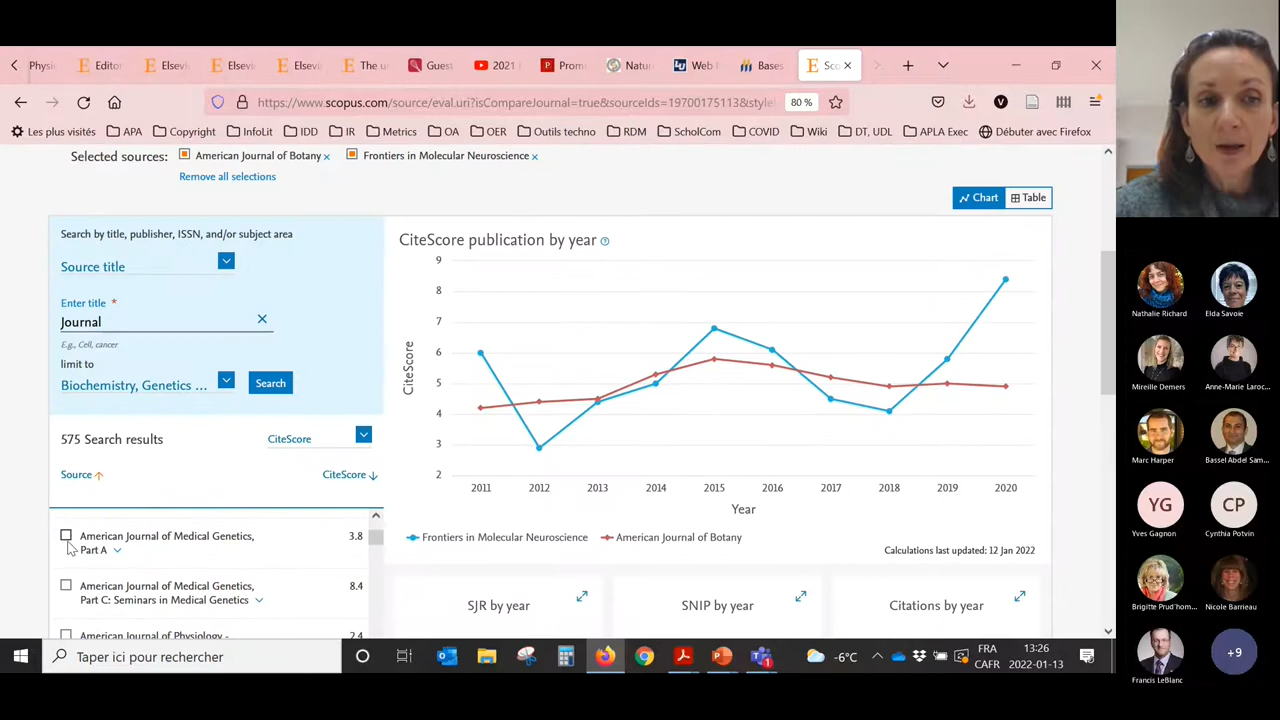 Physi
Editor
Elsevi
Elsevi
Elsevi
The u
Guest
2021
Prom
Natur
Web
Bases
Sco
https://www.scopus.com/source/eval.uri?isCompareJournal=true&sourceIds=19700175113&stylel
80 %
Les plus visités
APA
Copyright
InfoLit
IDD
IR
Metrics
OA
OER
Outils techno
RDM
ScholCom
COVID
Wiki
DT, UDL
APLA Exec
Débuter avec Firefox
Selected sources:
American Journal of Botany ×
Frontiers in Molecular Neuroscience ×
Remove all selections
Chart
Table
Search by title, publisher, ISSN, and/or subject area
Source title
Enter title *
Journal
E.g., Cell, cancer
limit to
Biochemistry, Genetics ...
Search
575 Search results
CiteScore
Source
CiteScore
American Journal of Medical Genetics,
Part A
3.8
American Journal of Medical Genetics,
Part C: Seminars in Medical Genetics
8.4
American Journal of Physiology -
2.4
CiteScore publication by year
9
8
7
6
5
4
3
2
CiteScore
2011 2012 2013 2014 2015 2016 2017 2018 2019 2020
Year
Frontiers in Molecular Neuroscience
American Journal of Botany
Calculations last updated: 12 Jan 2022
SJR by year
SNIP by year
Citations by year
Taper ici pour rechercher
-6°C
FRA
CAFR
13:26
2022-01-13
Nathalie Richard
Elda Savoie
Mireille Demers
Anne-Marie Laroc...
Marc Harper
Bassel Abdel Sam...
YG
Yves Gagnon
CP
Cynthia Potvin
Brigitte Prud'hom...
Nicole Barrieau
Francis LeBlanc
+9